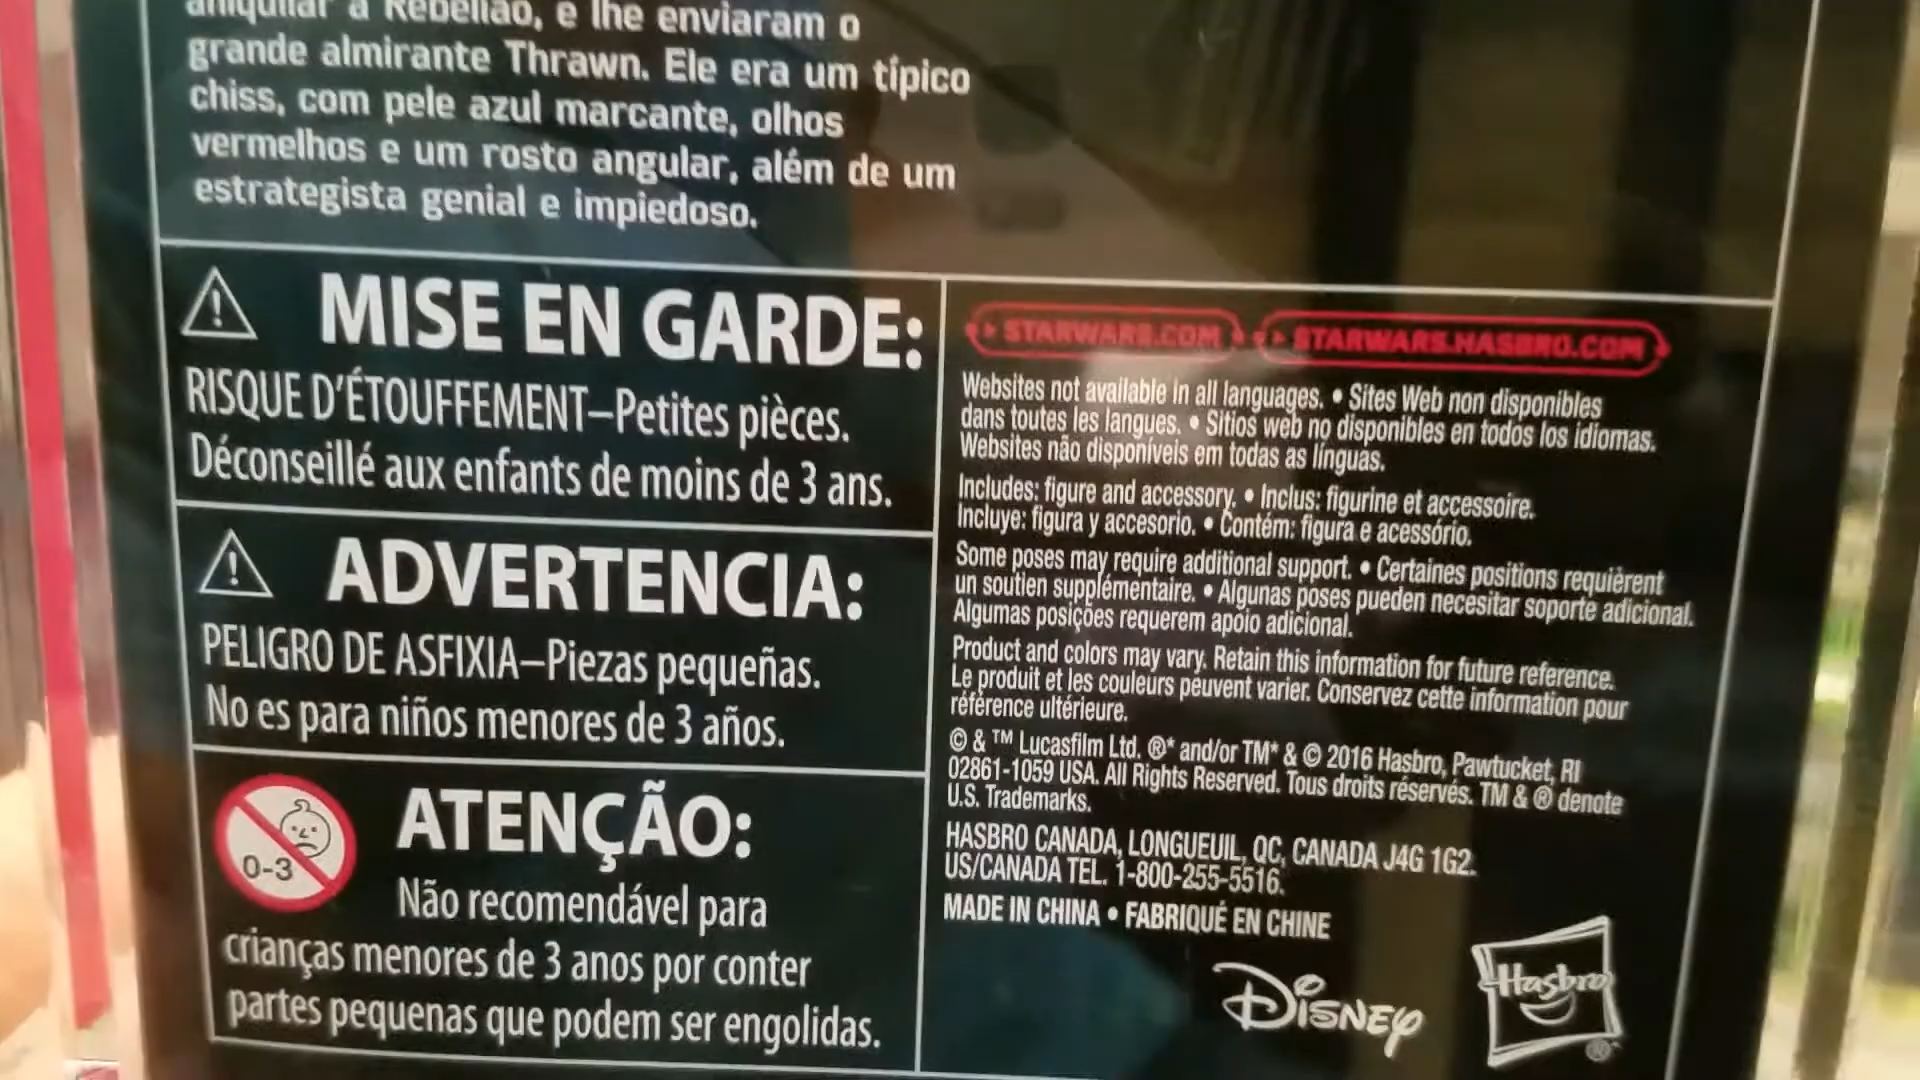 aniquilar a Rebelião, e lhe enviaram o
grande almirante Thrawn. Ele era um típico
chiss, com pele azul marcante, olhos
vermelhos e um rosto angular, além de um
estrategista genial e impiedoso.
MISE EN GARDE:
RISQUE D'ÉTOUFFEMENT–Petites pièces.
Déconseillé aux enfants de moins de 3 ans.
ADVERTENCIA:
PELIGRO DE ASFIXIA–Piezas pequeñas.
No es para niños menores de 3 años.
0-3
ATENÇÃO:
Não recomendável para
crianças menores de 3 anos por conter
partes pequenas que podem ser engolidas.
STARWARS.COM STARWARS.HASBRO.COM
Websites not available in all languages. • Sites Web non disponibles
dans toutes les langues. • Sitios web no disponibles en todos los idiomas.
Websites não disponíveis em todas as línguas.
Includes: figure and accessory. • Inclus: figurine et accessoire.
Incluye: figura y accesorio. • Contém: figura e acessório.
Some poses may require additional support. • Certaines positions requièrent
un soutien supplémentaire. • Algunas poses pueden necesitar soporte adicional.
Algumas posições requerem apoio adicional.
Product and colors may vary. Retain this information for future reference.
Le produit et les couleurs peuvent varier. Conservez cette information pour
référence ultérieure.
© & ™ Lucasfilm Ltd. ®* and/or TM* & © 2016 Hasbro, Pawtucket, RI
02861-1059 USA. All Rights Reserved. Tous droits réservés. TM & ® denote
U.S. Trademarks.
HASBRO CANADA, LONGUEUIL, QC, CANADA J4G 1G2.
US/CANADA TEL. 1-800-255-5516.
MADE IN CHINA • FABRIQUÉ EN CHINE
DISNEY
Hasbro
®